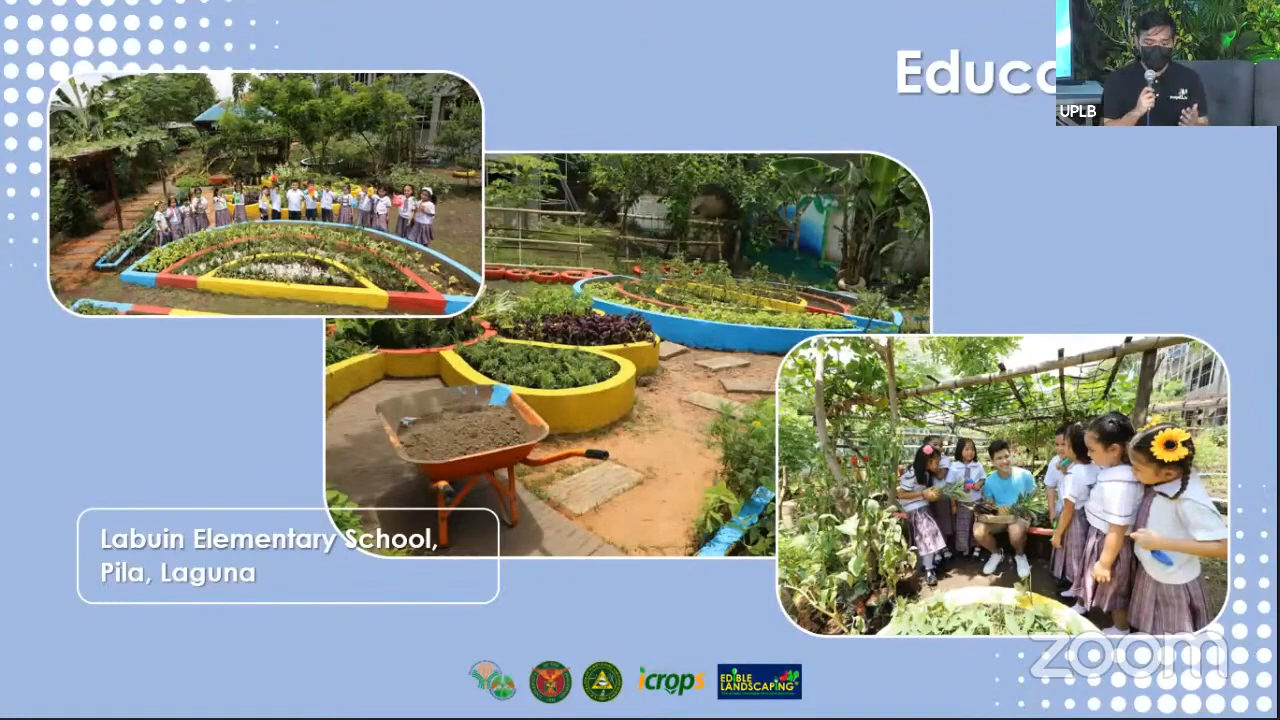 Educa
UPLB
Labuin Elementary School,
Pila, Laguna
icrops
EDIBLE
LANDSCAPING
zoom